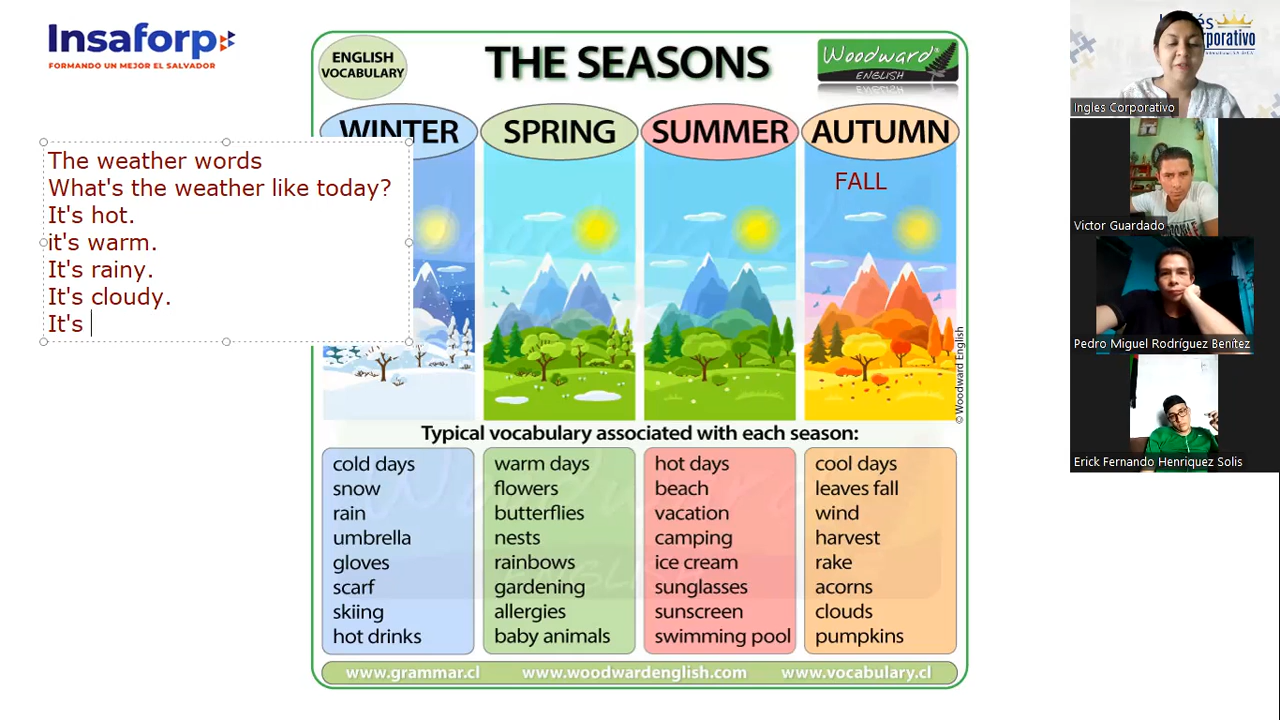 Insaforp
FORMANDO UN MEJOR EL SALVADOR
ENGLISH
VOCABULARY
THE SEASONS
Woodward®
ENGLISH
WINTER
SPRING
SUMMER
AUTUMN
FALL
The weather words
What's the weather like today?
It's hot.
it's warm.
It's rainy.
It's cloudy.
It's
© Woodward English
Typical vocabulary associated with each season:
cold days
snow
rain
umbrella
gloves
scarf
skiing
hot drinks
warm days
flowers
butterflies
nests
rainbows
gardening
allergies
baby animals
hot days
beach
vacation
camping
ice cream
sunglasses
sunscreen
swimming pool
cool days
leaves fall
wind
harvest
rake
acorns
clouds
pumpkins
www.grammar.cl
www.woodwardenglish.com
www.vocabulary.cl
Ingles Corporativo
Victor Guardado
Pedro Miguel Rodríguez Benítez
Erick Fernando Henriquez Solis